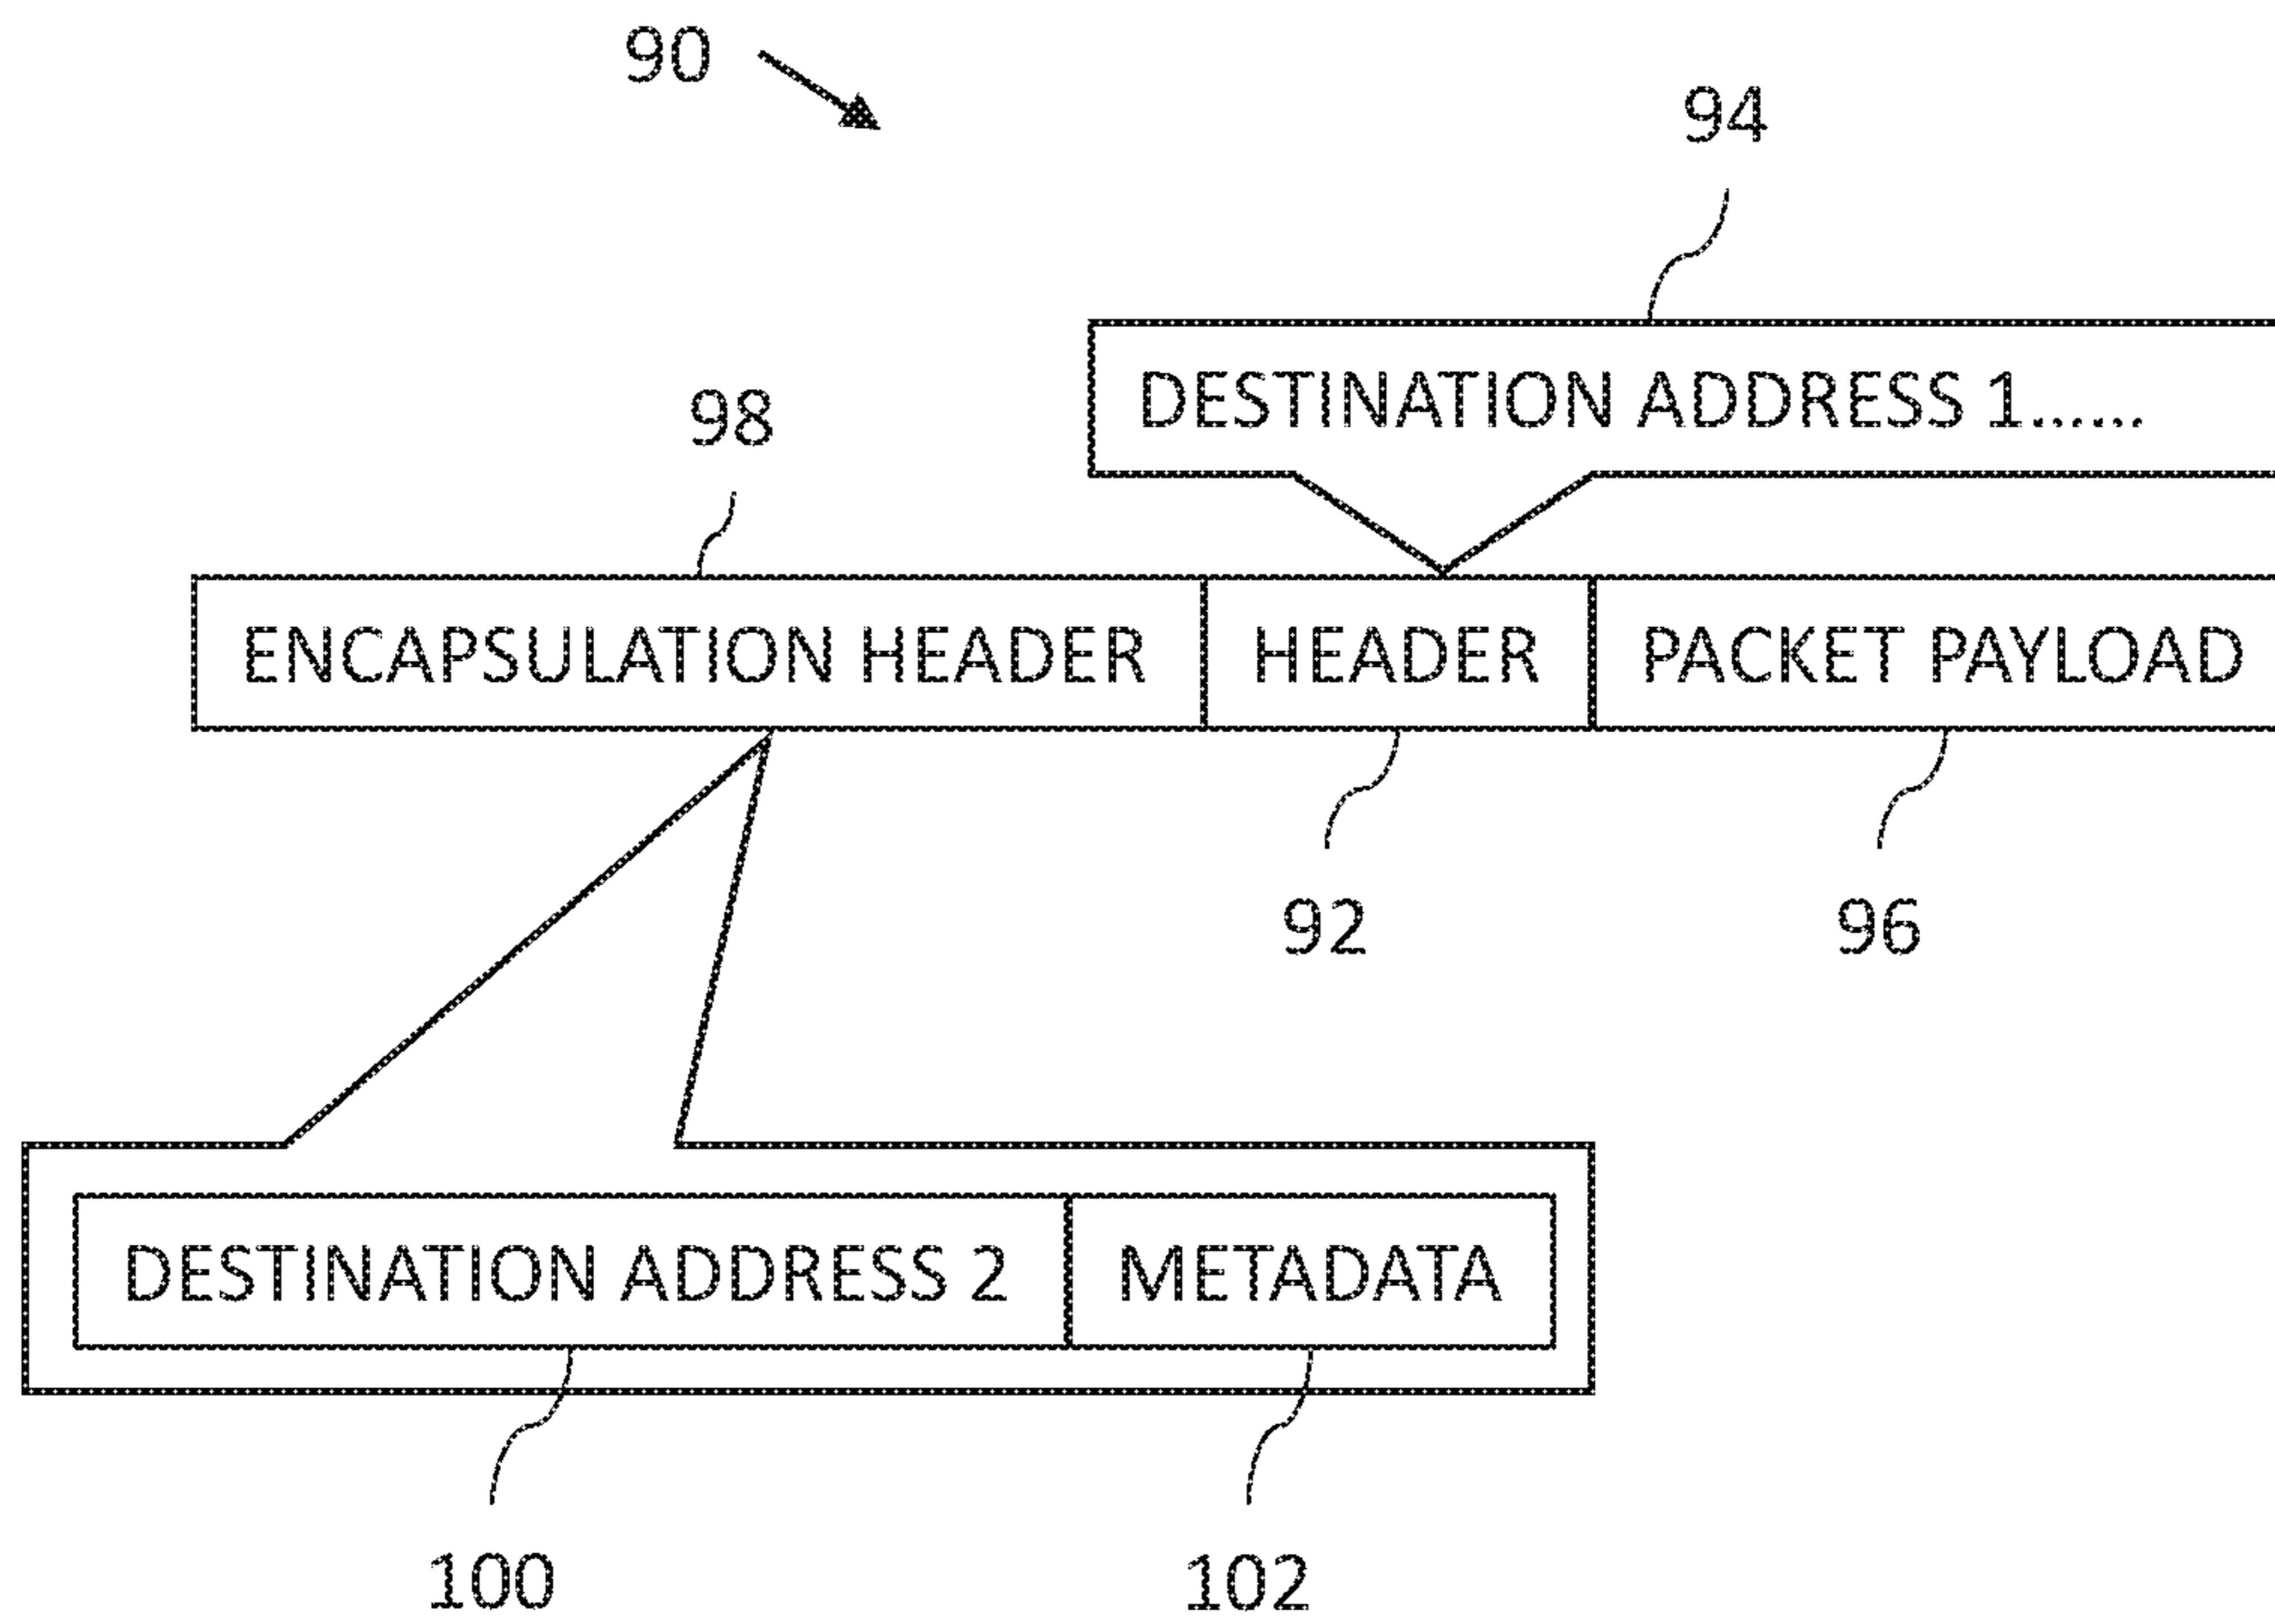 90
94
DESTINATION ADDRESS 1......
98
ENCAPSULATION HEADER HEADER PACKET PAYLOAD
92 96
DESTINATION ADDRESS 2 METADATA
100 102